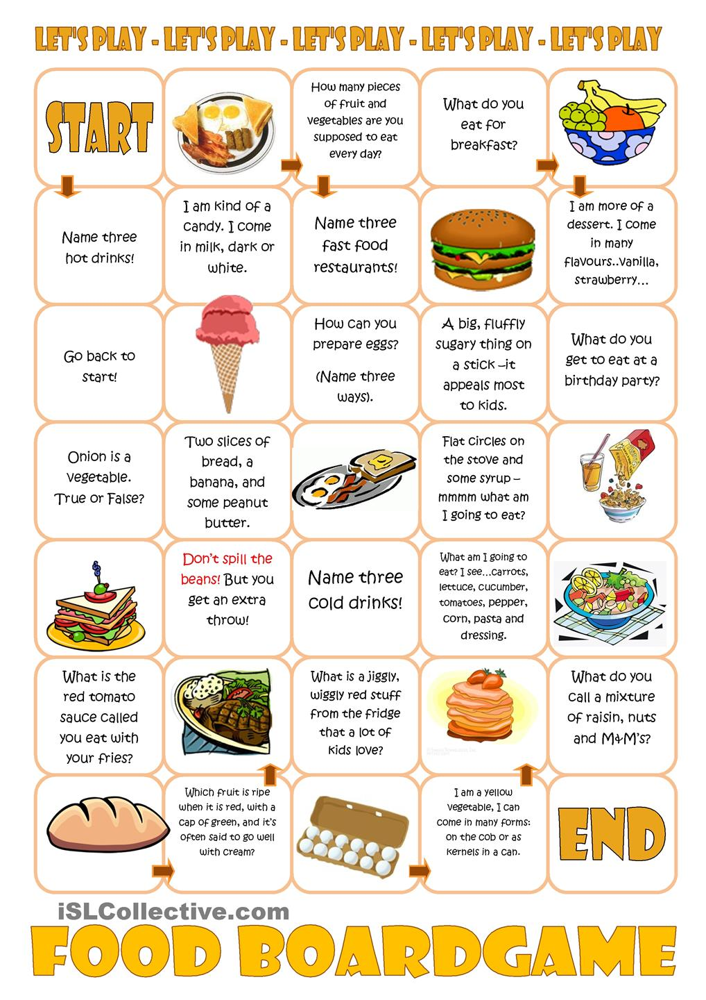 LET'S PLAY - LET'S PLAY - LET'S PLAY - LET'S PLAY - LET'S PLAY
START
How many pieces
of fruit and
vegetables are you
supposed to eat
every day?
What do you
eat for
breakfast?
Name three
hot drinks!
I am kind of a
candy. I come
in milk, dark or
white.
Name three
fast food
restaurants!
I am more of a
dessert. I come
in many
flavours..vanilla,
strawberry...
Go back to
start!
How can you
prepare eggs?
(Name three
ways).
A big, fluffly
sugary thing on
a stick –it
appeals most
to kids.
What do you
get to eat at a
birthday party?
Onion is a
vegetable.
True or False?
Two slices of
bread, a
banana, and
some peanut
butter.
Flat circles on
the stove and
some syrup –
mmmm what am
I going to eat?
Don't spill the
beans! But you
get an extra
throw!
Name three
cold drinks!
What am I going to
eat? I see...carrots,
lettuce, cucumber,
tomatoes, pepper,
corn, pasta and
dressing.
What is the
red tomato
sauce called
you eat with
your fries?
What is a jiggly,
wiggly red stuff
from the fridge
that a lot of
kids love?
What do you
call a mixture
of raisin, nuts
and M&M's?
Which fruit is ripe
when it is red, with a
cap of green, and it's
often said to go well
with cream?
I am a yellow
vegetable, I can
come in many forms:
on the cob or as
kernels in a can.
END
iSLCollective.com
FOOD BOARDGAME